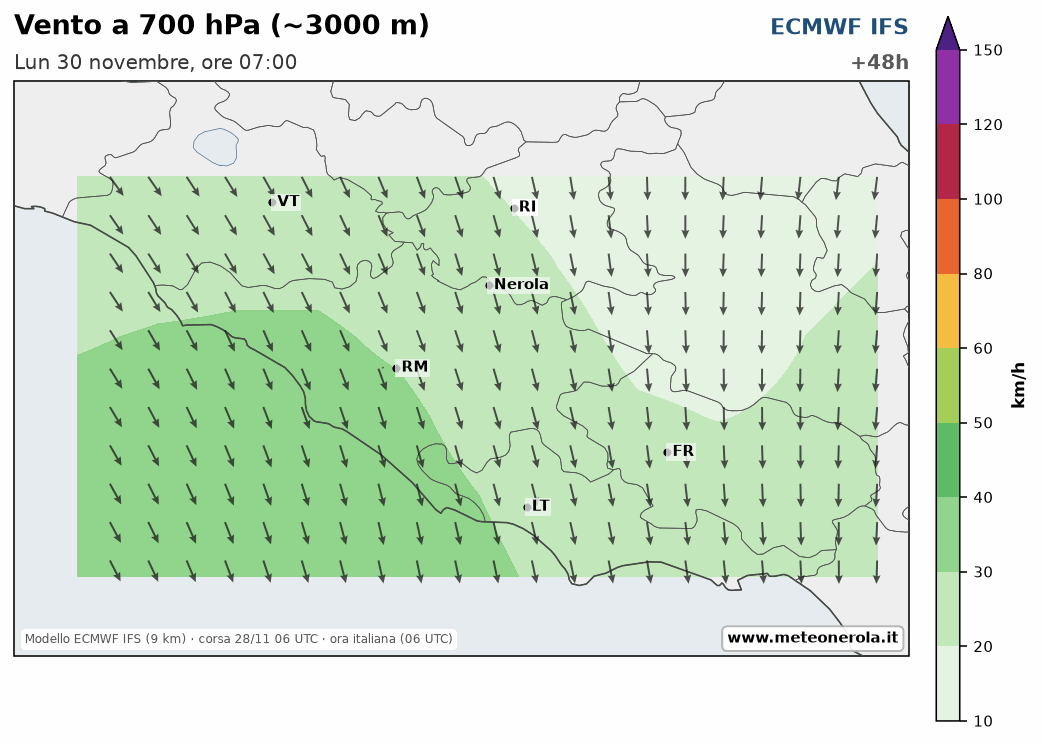 Vento a 700 hPa (~3000 m)
ECMWF IFS
Lun 30 novembre, ore 07:00
+48h
VT
RI
Nerola
RM
FR
LT
150
120
100
80
60
50
40
30
20
10
km/h
Modello ECMWF IFS (9 km) · corsa 28/11 06 UTC · ora italiana (06 UTC)
www.meteonerola.it